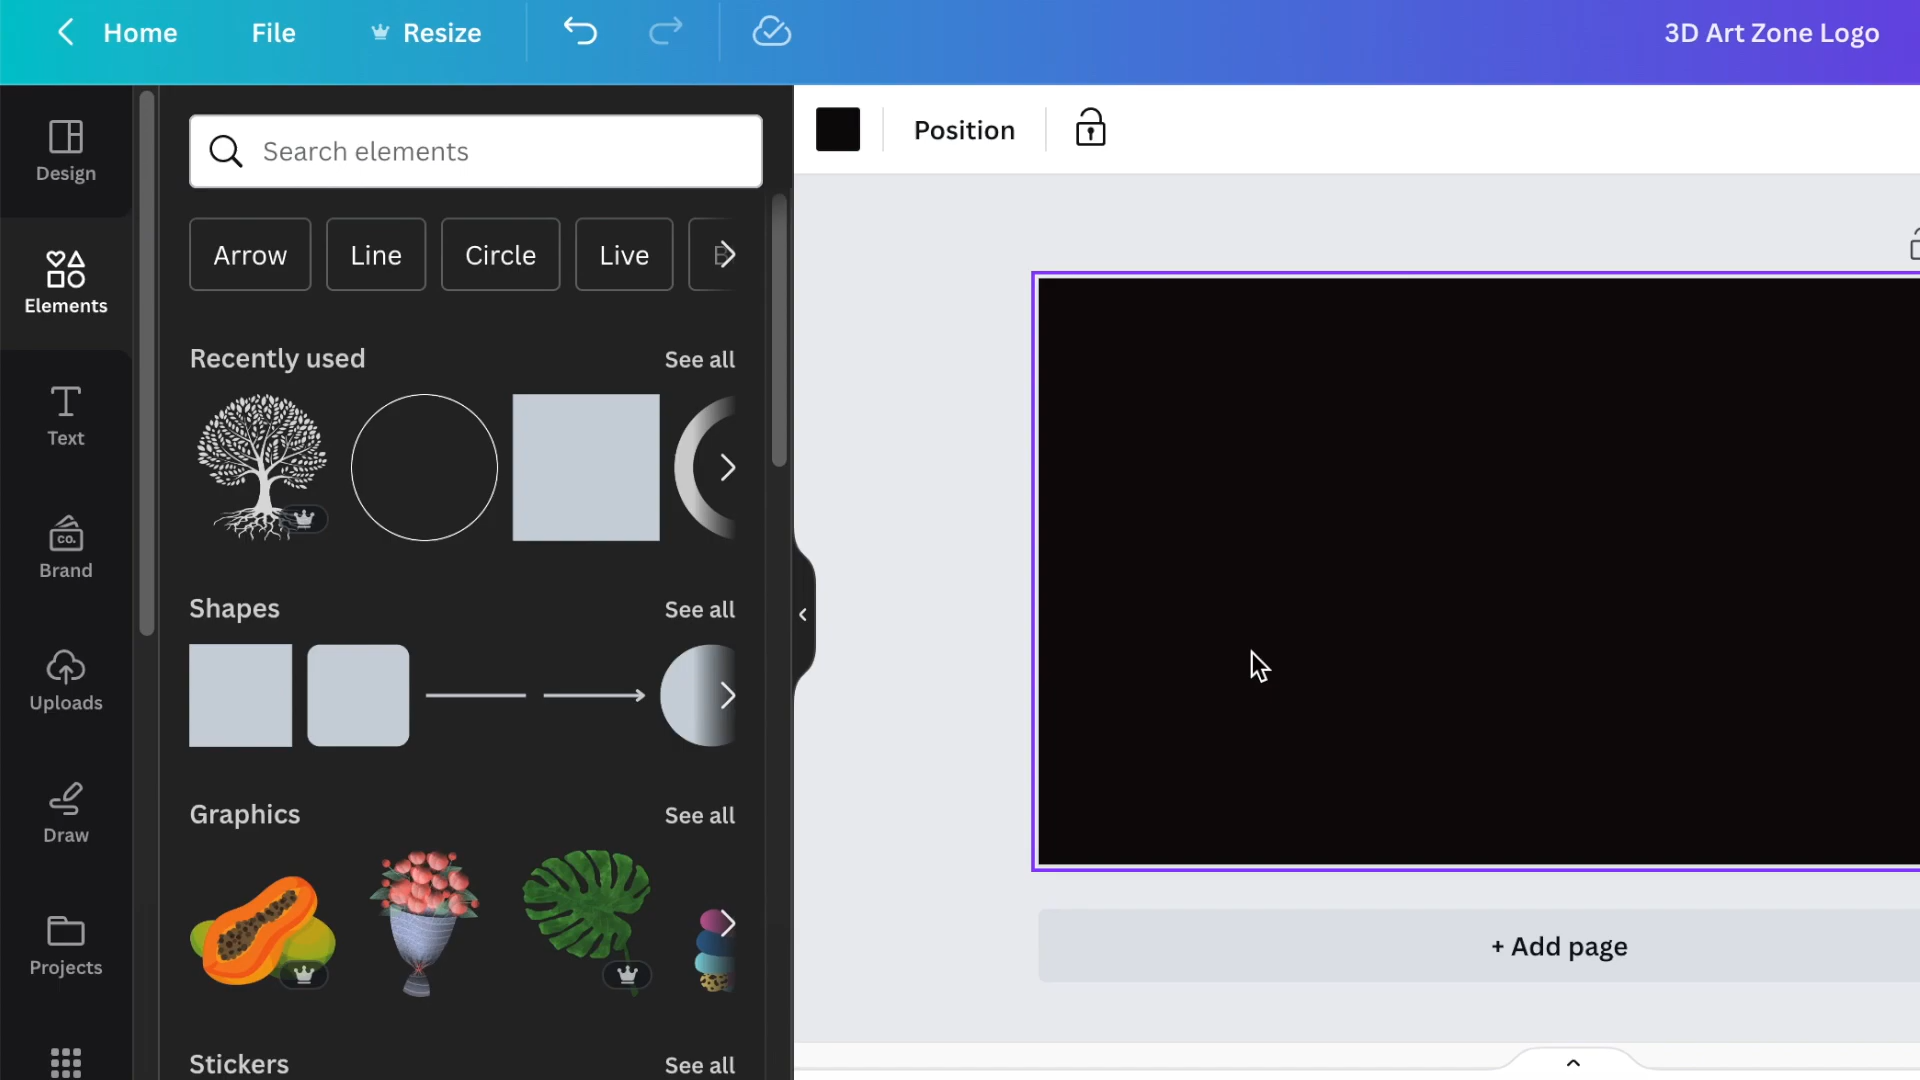 Home File Resize 3D Art Zone Logo
Design
Elements
Text
Brand
CO.
Uploads
Draw
Projects
Search elements
Arrow Line Circle Live
Recently used See all
Shapes See all
Graphics See all
Stickers See all
Position
+ Add page